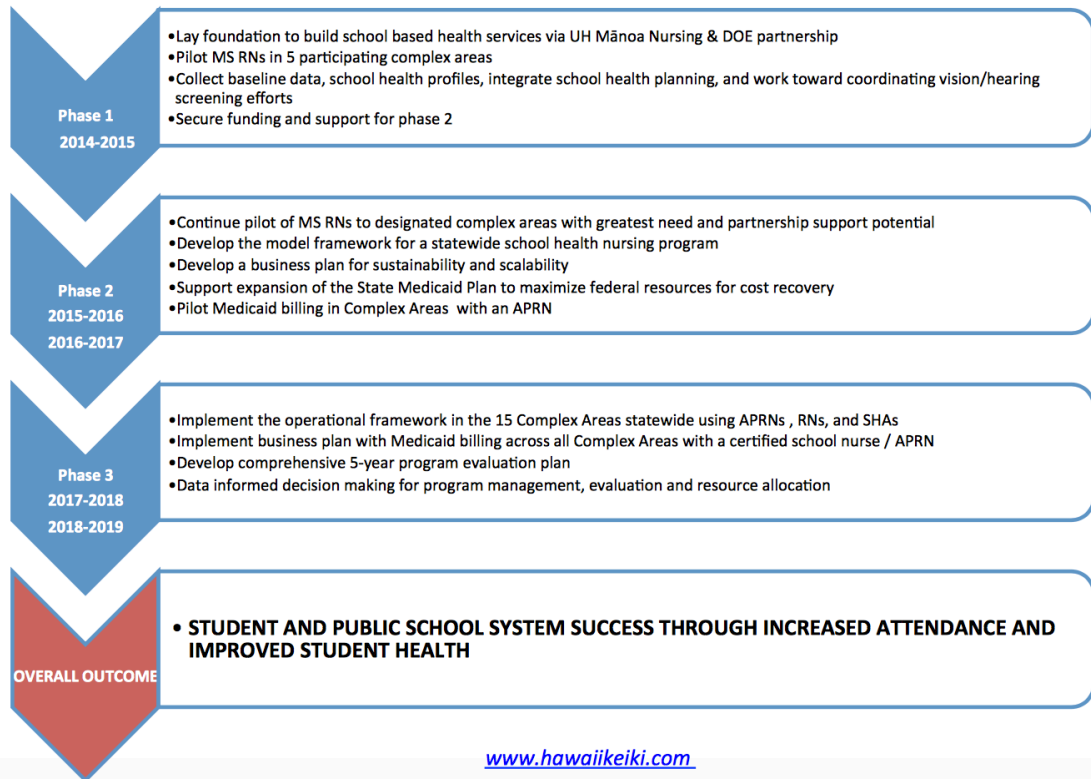 Phase 1
2014-2015
•Lay foundation to build school based health services via UH Mānoa Nursing & DOE partnership
•Pilot MS RNs in 5 participating complex areas
•Collect baseline data, school health profiles, integrate school health planning, and work toward coordinating vision/hearing
screening efforts
•Secure funding and support for phase 2
Phase 2
2015-2016
2016-2017
•Continue pilot of MS RNs to designated complex areas with greatest need and partnership support potential
•Develop the model framework for a statewide school health nursing program
•Develop a business plan for sustainability and scalability
•Support expansion of the State Medicaid Plan to maximize federal resources for cost recovery
•Pilot Medicaid billing in Complex Areas with an APRN
Phase 3
2017-2018
2018-2019
•Implement the operational framework in the 15 Complex Areas statewide using APRNs , RNs, and SHAs
•Implement business plan with Medicaid billing across all Complex Areas with a certified school nurse / APRN
•Develop comprehensive 5-year program evaluation plan
•Data informed decision making for program management, evaluation and resource allocation
OVERALL OUTCOME
• STUDENT AND PUBLIC SCHOOL SYSTEM SUCCESS THROUGH INCREASED ATTENDANCE AND
IMPROVED STUDENT HEALTH
www.hawaiikeiki.com